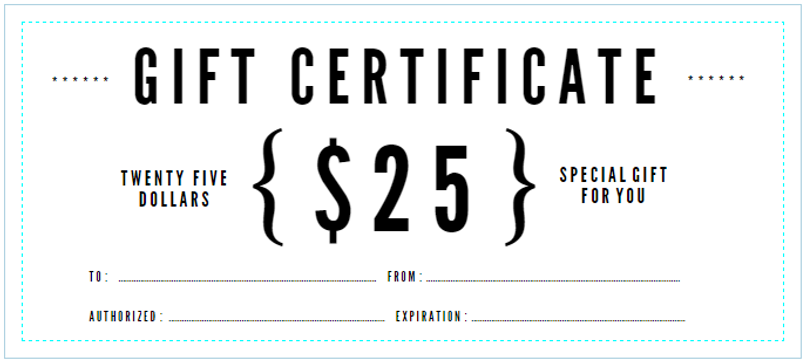 * * * * * * GIFT CERTIFICATE * * * * * *
TWENTY FIVE
DOLLARS
{ $25 }
SPECIAL GIFT
FOR YOU
TO: FROM:
AUTHORIZED: EXPIRATION: